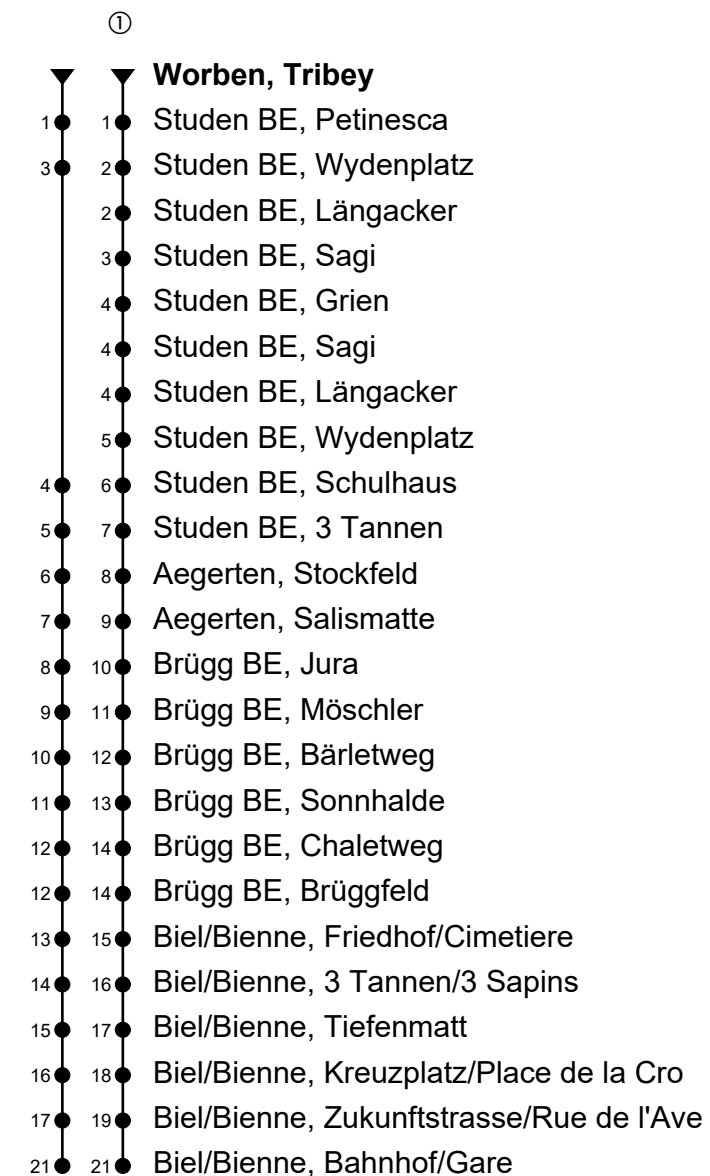 ①
Worben, Tribey
1 1 Studen BE, Petinesca
3 2 Studen BE, Wydenplatz
2 Studen BE, Längacker
3 Studen BE, Sagi
4 Studen BE, Grien
4 Studen BE, Sagi
4 Studen BE, Längacker
5 Studen BE, Wydenplatz
4 6 Studen BE, Schulhaus
5 7 Studen BE, 3 Tannen
6 8 Aegerten, Stockfeld
7 9 Aegerten, Salismatte
8 10 Brügg BE, Jura
9 11 Brügg BE, Möschler
10 12 Brügg BE, Bärletweg
11 13 Brügg BE, Sonnhalde
12 14 Brügg BE, Chaletweg
12 14 Brügg BE, Brüggfeld
13 15 Biel/Bienne, Friedhof/Cimetiere
14 16 Biel/Bienne, 3 Tannen/3 Sapins
15 17 Biel/Bienne, Tiefenmatt
16 18 Biel/Bienne, Kreuzplatz/Place de la Cro
17 19 Biel/Bienne, Zukunftstrasse/Rue de l'Ave
21 21 Biel/Bienne, Bahnhof/Gare